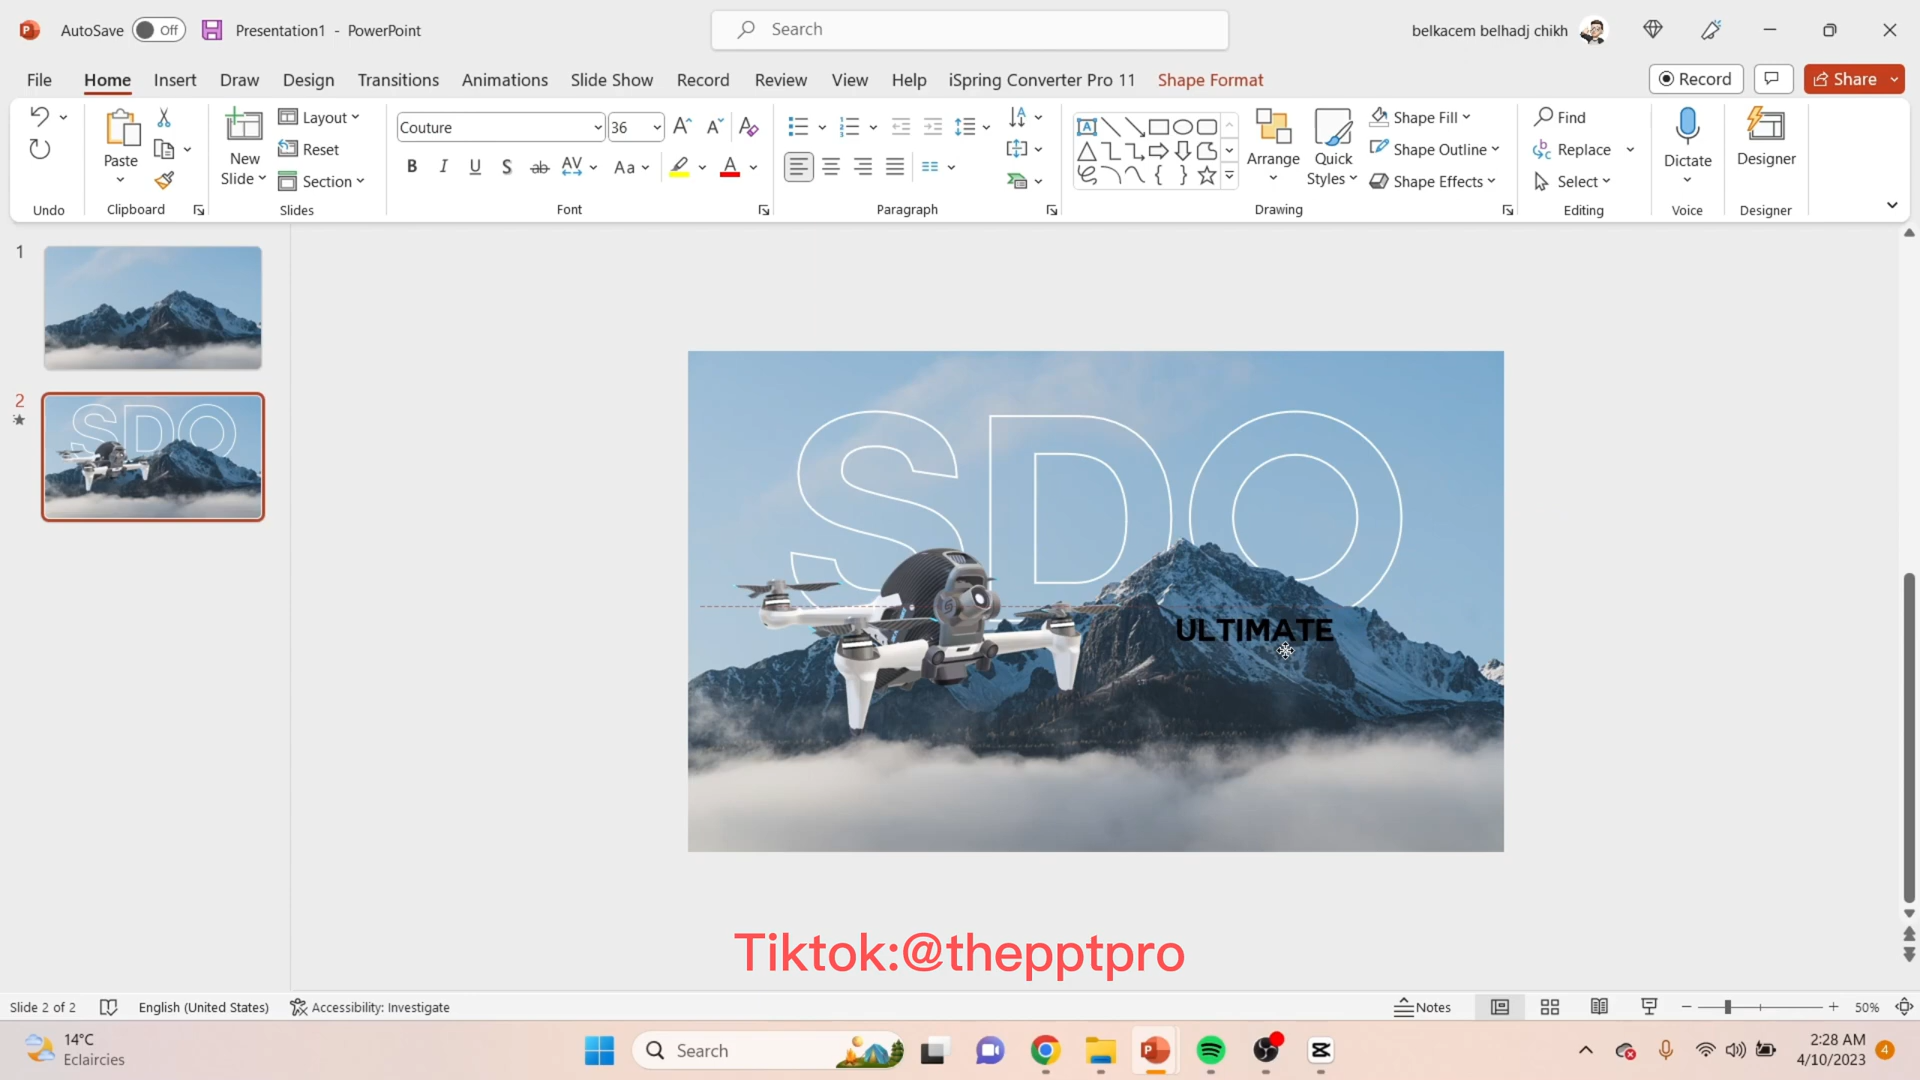 AutoSave Off Presentation1 - PowerPoint Search belkacem belhadj chikh
File Home Insert Draw Design Transitions Animations Slide Show Record Review View Help iSpring Converter Pro 11 Shape Format Record Share
Paste
New
Slide
Layout
Reset
Section
Couture 36
Arrange
Quick
Styles
Shape Fill
Shape Outline
Shape Effects
Find
Replace
Select
Dictate
Designer
Undo Clipboard Slides Font Paragraph Drawing Editing Voice Designer
1
2
SDO
SDO
ULTIMATE
Tiktok:@thepptpro
Slide 2 of 2 English (United States) Accessibility: Investigate Notes 50%
14°C
Eclaircies
Search
2:28 AM
4/10/2023
4